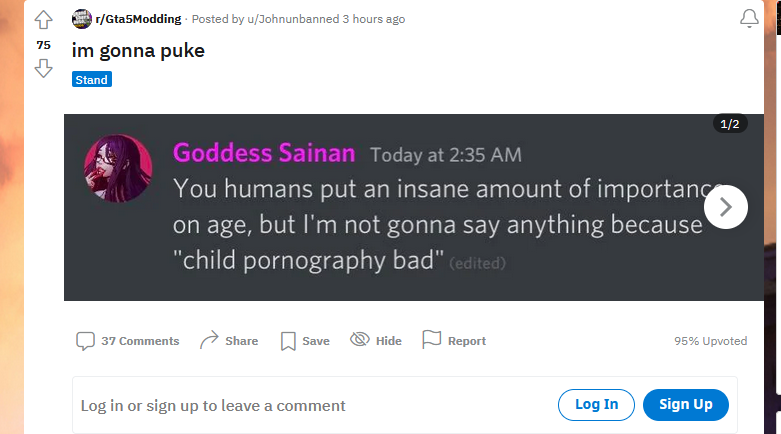 r/Gta5Modding · Posted by u/Johnunbanned 3 hours ago
75
im gonna puke
Stand
1/2
Goddess Sainan Today at 2:35 AM
You humans put an insane amount of importance
on age, but I'm not gonna say anything because
"child pornography bad" (edited)
37 Comments Share Save Hide Report 95% Upvoted
Log in or sign up to leave a comment Log In Sign Up